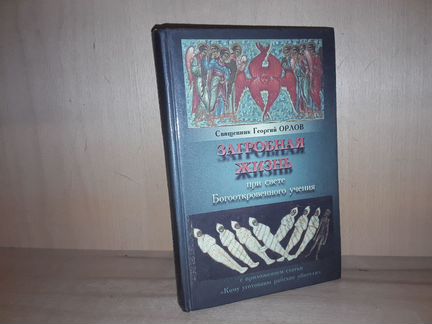 Священник Георгий ОРЛОВ
ЗАГРОБНАЯ
ЖИЗНЬ
при свете
Богооткровенного учения
с приложением статьи
«Кому уготованы райские обители»